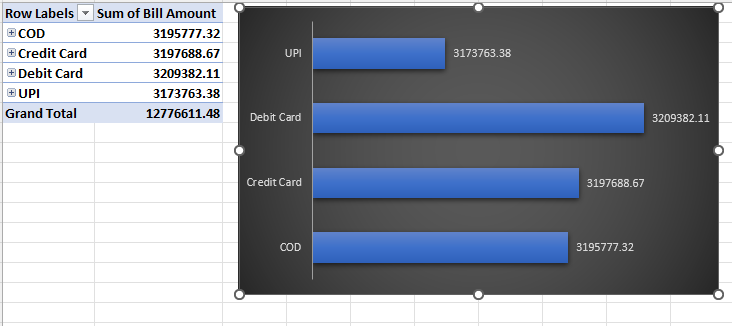 Row Labels Sum of Bill Amount
COD 3195777.32
Credit Card 3197688.67
Debit Card 3209382.11
UPI 3173763.38
Grand Total 12776611.48
UPI 3173763.38
Debit Card 3209382.11
Credit Card 3197688.67
COD 3195777.32